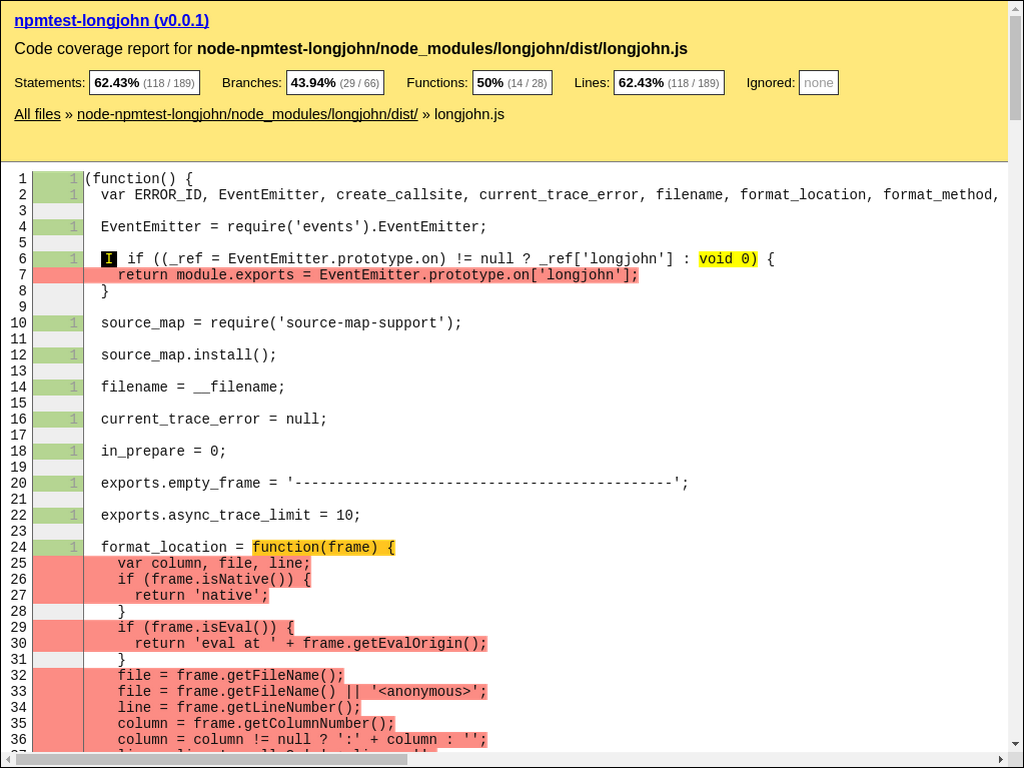 npmtest-longjohn (v0.0.1)
Code coverage report for node-npmtest-longjohn/node_modules/longjohn/dist/longjohn.js
Statements: 62.43% (118 / 189) Branches: 43.94% (29 / 66) Functions: 50% (14 / 28) Lines: 62.43% (118 / 189) Ignored: none
All files » node-npmtest-longjohn/node_modules/longjohn/dist/ » longjohn.js
1 1 (function() {
2 1 var ERROR_ID, EventEmitter, create_callsite, current_trace_error, filename, format_location, format_method,
3
4 1 EventEmitter = require('events').EventEmitter;
5
6 1 I if ((_ref = EventEmitter.prototype.on) != null ? _ref['longjohn'] : void 0) {
7 return module.exports = EventEmitter.prototype.on['longjohn'];
8 }
9
10 1 source_map = require('source-map-support');
11
12 1 source_map.install();
13
14 1 filename = __filename;
15
16 1 current_trace_error = null;
17
18 1 in_prepare = 0;
19
20 1 exports.empty_frame = '---------------------------------------------';
21
22 1 exports.async_trace_limit = 10;
23
24 1 format_location = function(frame) {
25 var column, file, line;
26 if (frame.isNative()) {
27 return 'native';
28 }
29 if (frame.isEval()) {
30 return 'eval at ' + frame.getEvalOrigin();
31 }
32 file = frame.getFileName();
33 file = frame.getFileName() || '<anonymous>';
34 line = frame.getLineNumber();
35 column = frame.getColumnNumber();
36 column = column != null ? ':' + column : '';